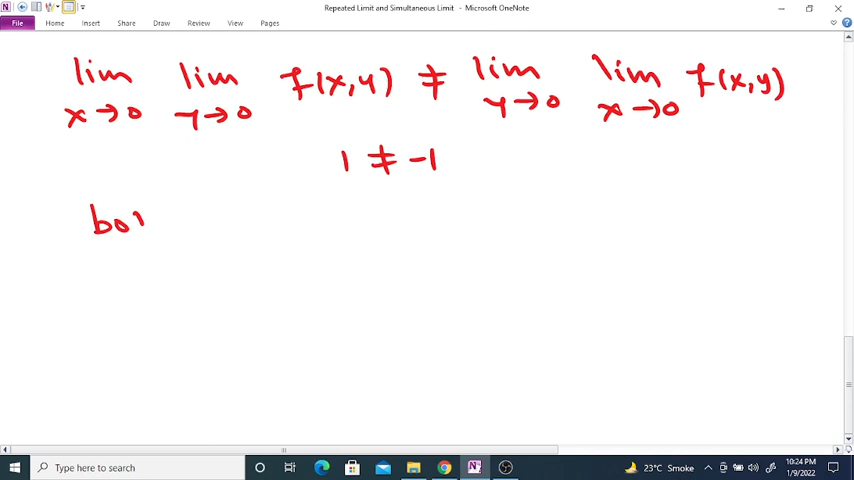 Repeated Limit and Simultaneous Limit - Microsoft OneNote
File Home Insert Share Draw History Review View Pages
lim lim f(x,y) ≠ lim lim f(x,y)
x→0 y→0 y→0 x→0
1 ≠ -1
Type here to search
23°C Smoke
10:24 PM
1/9/2022